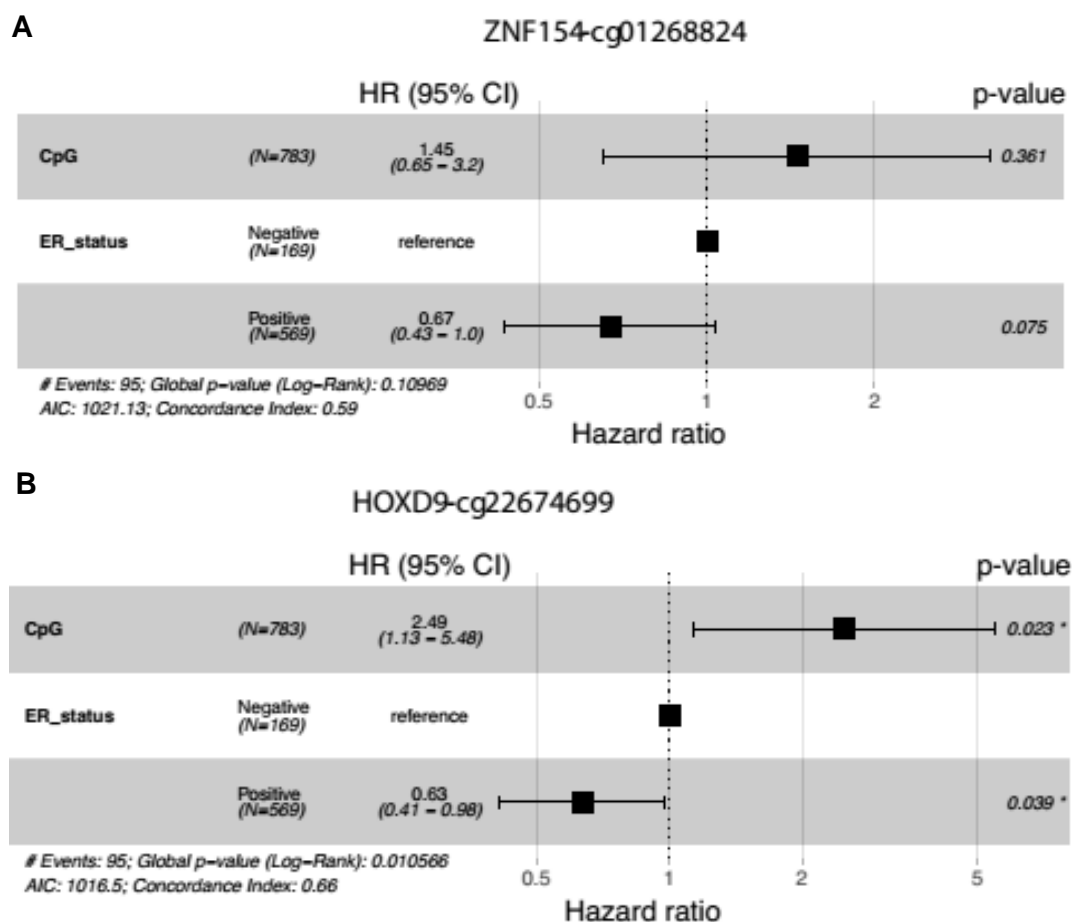 A
ZNF154-cg01268824
HR (95% CI) p-value
CpG (N=783) 1.45 (0.65 – 3.2) 0.361
ER_status Negative (N=169) reference
Positive (N=569) 0.67 (0.43 – 1.0) 0.075
# Events: 95; Global p−value (Log−Rank): 0.10969
AIC: 1021.13; Concordance Index: 0.59
0.5 1 2
Hazard ratio
B
HOXD9-cg22674699
HR (95% CI) p-value
CpG (N=783) 2.49 (1.13 – 5.48) 0.023 *
ER_status Negative (N=169) reference
Positive (N=569) 0.63 (0.41 – 0.98) 0.039 *
# Events: 95; Global p−value (Log−Rank): 0.010566
AIC: 1016.5; Concordance Index: 0.66
0.5 1 2 5
Hazard ratio